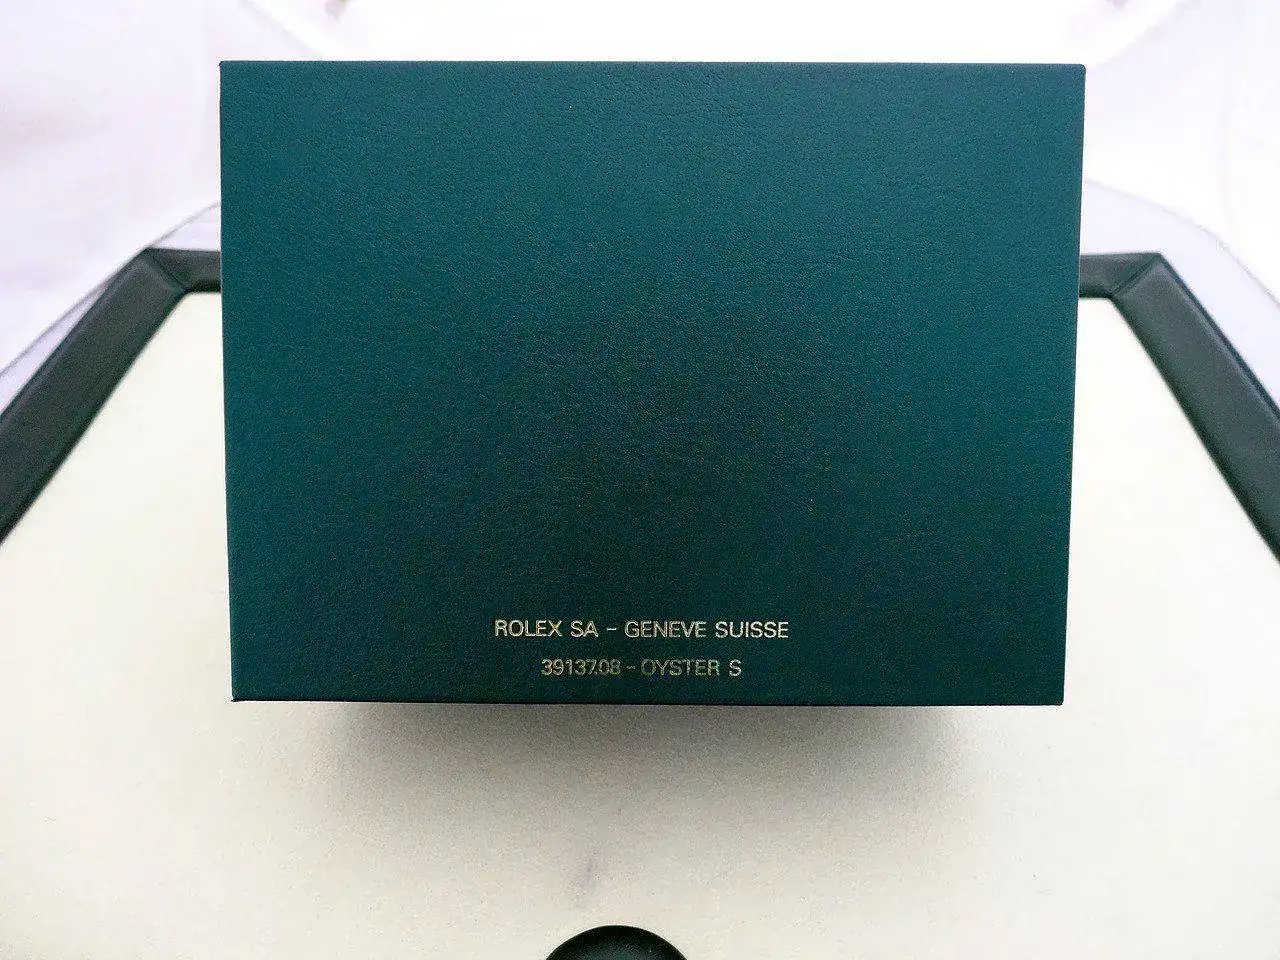 ROLEX SA - GENEVE SUISSE
39137.08 - OYSTER S